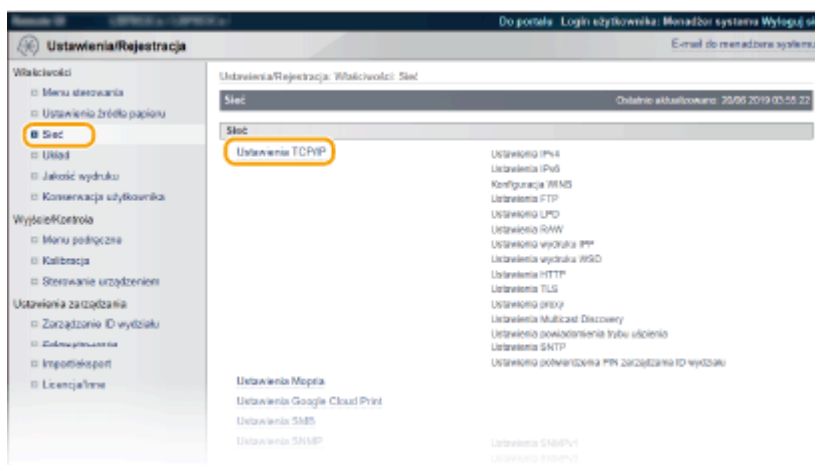 Do portalu Login użytkownika: Menadżer systemu Wyloguj si
Ustawienia/Rejestracja
E-mail do menadżera systemu
Właściwości
Menu sterowania
Ustawienia źródła papieru
Sieć
Układ
Jakość wydruku
Konserwacja użytkownika
Wyjście/Kontrola
Menu podręczne
Kalibracja
Sterowanie urządzeniem
Ustawienia zarządzania
Zarządzanie ID wydziału
Import/eksport
Licencja/Inne
Ustawienia/Rejestracja: Właściwości: Sieć
Sieć
Ostatnio aktualizowano: 20/06 2019 03:55:22
Sieć
Ustawienia TCP/IP
Ustawienia IPv4
Ustawienia IPv6
Konfiguracja WINS
Ustawienia FTP
Ustawienia LPD
Ustawienia RAW
Ustawienia wydruku IPP
Ustawienia wydruku WSD
Ustawienia HTTP
Ustawienia TLS
Ustawienia proxy
Ustawienia Multicast Discovery
Ustawienia powiadomienia trybu uśpienia
Ustawienia SNTP
Ustawienia potwierdzenia PIN zarządzania ID wydziału
Ustawienia Mopria
Ustawienia Google Cloud Print
Ustawienia SMB
Ustawienia SNMP
Ustawienia SNMPv1